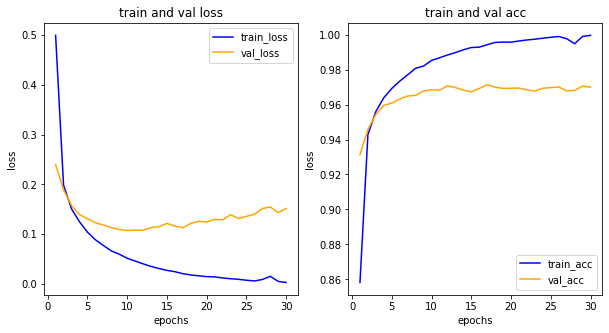 train and val loss
train_loss
val_loss
0.5
0.4
0.3
0.2
0.1
0.0
loss
0
5
10
15
20
25
30
epochs
train and val acc
1.00
0.98
0.96
0.94
0.92
0.90
0.88
0.86
loss
train_acc
val_acc
0
5
10
15
20
25
30
epochs